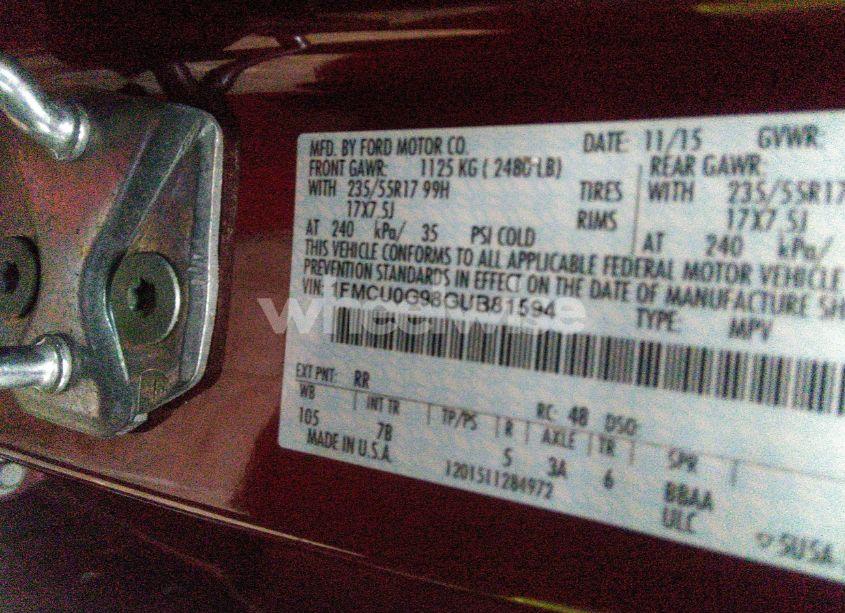 MFD. BY FORD MOTOR CO. DATE: 11/15 GVWR:
FRONT GAWR: 1125 KG ( 2480 LB) REAR GAWR:
WITH 235/55R17 99H TIRES WITH 235/55R17
17X7.5J RIMS 17X7.5J
AT 240 kPa/ 35 PSI COLD AT 240 kPa/
THIS VEHICLE CONFORMS TO ALL APPLICABLE FEDERAL MOTOR VEHICLE
PREVENTION STANDARDS IN EFFECT ON THE DATE OF MANUFACTURE SH
VIN: 1FMCU0G98GUB81594 TYPE: MPV
wheelwise
EXT PNT: RR RC: 48 DSO:
WB INT TR TP/PS R AXLE TR SPR
105 7B 5 3A 6 BBAA
MADE IN U.S.A. ULC
1201511284972